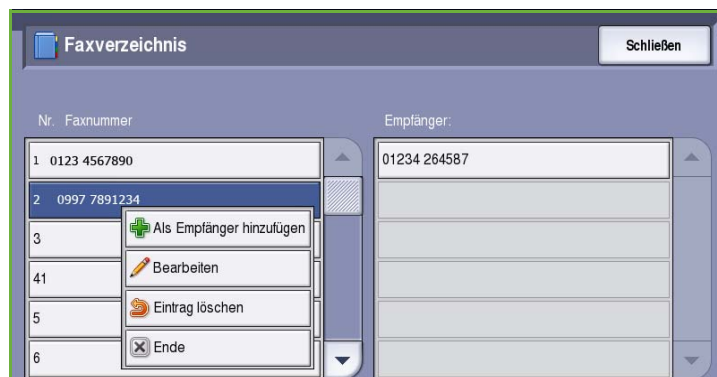 Faxverzeichnis
Schließen
Nr. Faxnummer
Empfänger:
1 0123 4567890
01234 264587
2 0997 7891234
Als Empfänger hinzufügen
3
Bearbeiten
41
Eintrag löschen
5
Ende
6